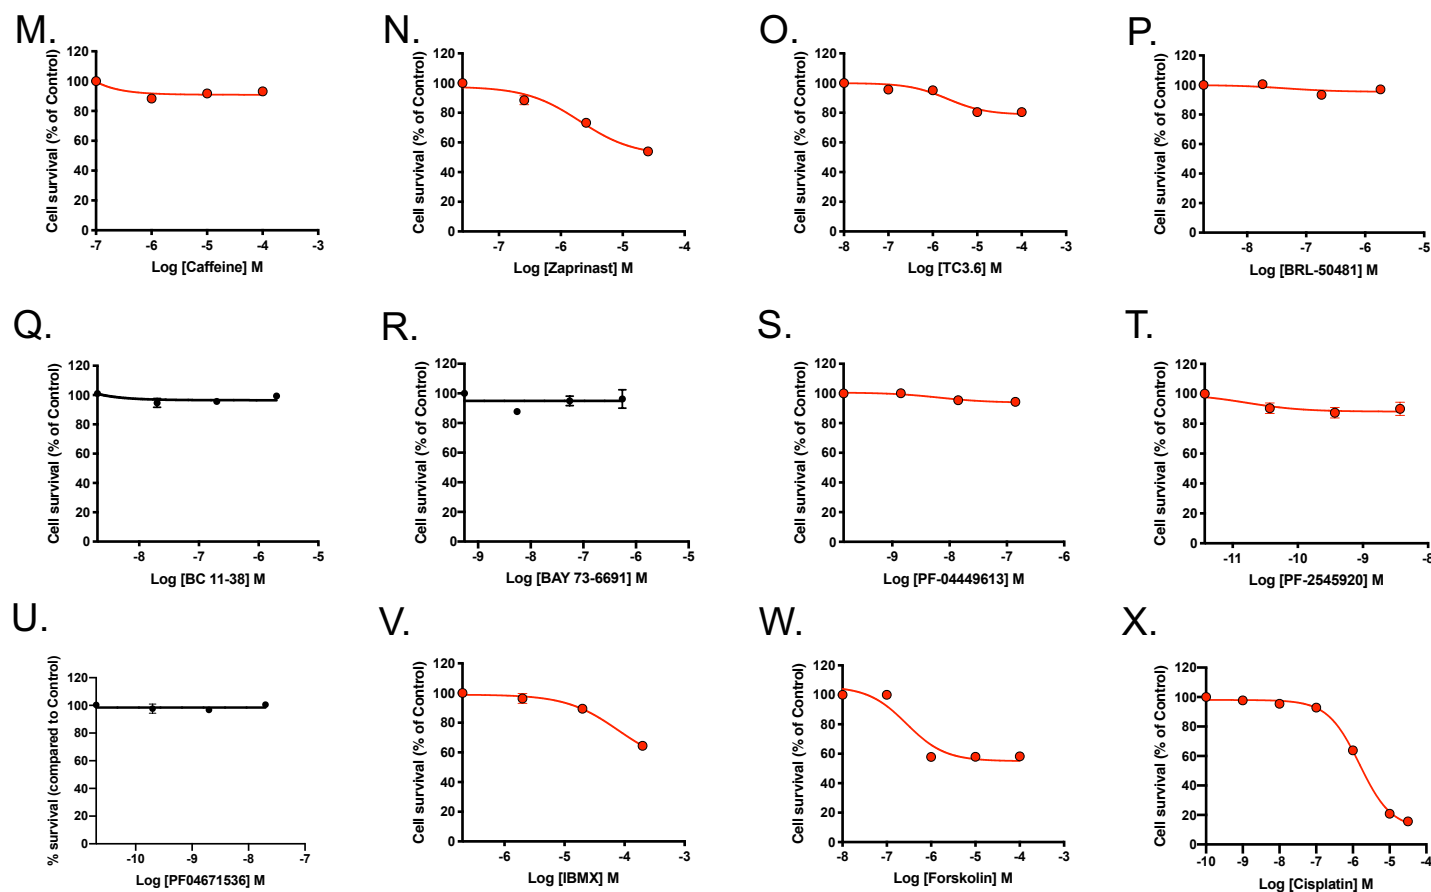 M.
Cell survival (% of Control)
120
100
80
60
40
20
0
-7 -6 -5 -4 -3
Log [Caffeine] M
N.
Cell survival (% of Control)
120
100
80
60
40
20
0
-7 -6 -5 -4
Log [Zaprinast] M
O.
Cell survival (% of Control)
120
100
80
60
40
20
0
-8 -7 -6 -5 -4 -3
Log [TC3.6] M
P.
Cell survival (% of Control)
120
100
80
60
40
20
0
-8 -7 -6 -5
Log [BRL-50481] M
Q.
Cell survival (% of Control)
120
100
80
60
40
20
0
-8 -7 -6 -5
Log [BC 11-38] M
R.
Cell survival (% of Control)
120
100
80
60
40
20
0
-9 -8 -7 -6 -5
Log [BAY 73-6691] M
S.
Cell survival (% of Control)
120
100
80
60
40
20
0
-9 -8 -7 -6
Log [PF-04449613] M
T.
Cell survival (% of Control)
120
100
80
60
40
20
0
-11 -10 -9 -8
Log [PF-2545920] M
U.
% survival (compared to Control)
120
100
80
60
40
20
0
-10 -9 -8 -7
Log [PF04671536] M
V.
Cell survival (% of Control)
120
100
80
60
40
20
0
-6 -5 -4 -3
Log [IBMX] M
W.
Cell survival (% of Control)
120
100
80
60
40
20
0
-8 -7 -6 -5 -4 -3
Log [Forskolin] M
X.
Cell survival (% of Control)
120
100
80
60
40
20
0
-10 -9 -8 -7 -6 -5 -4
Log [Cisplatin] M